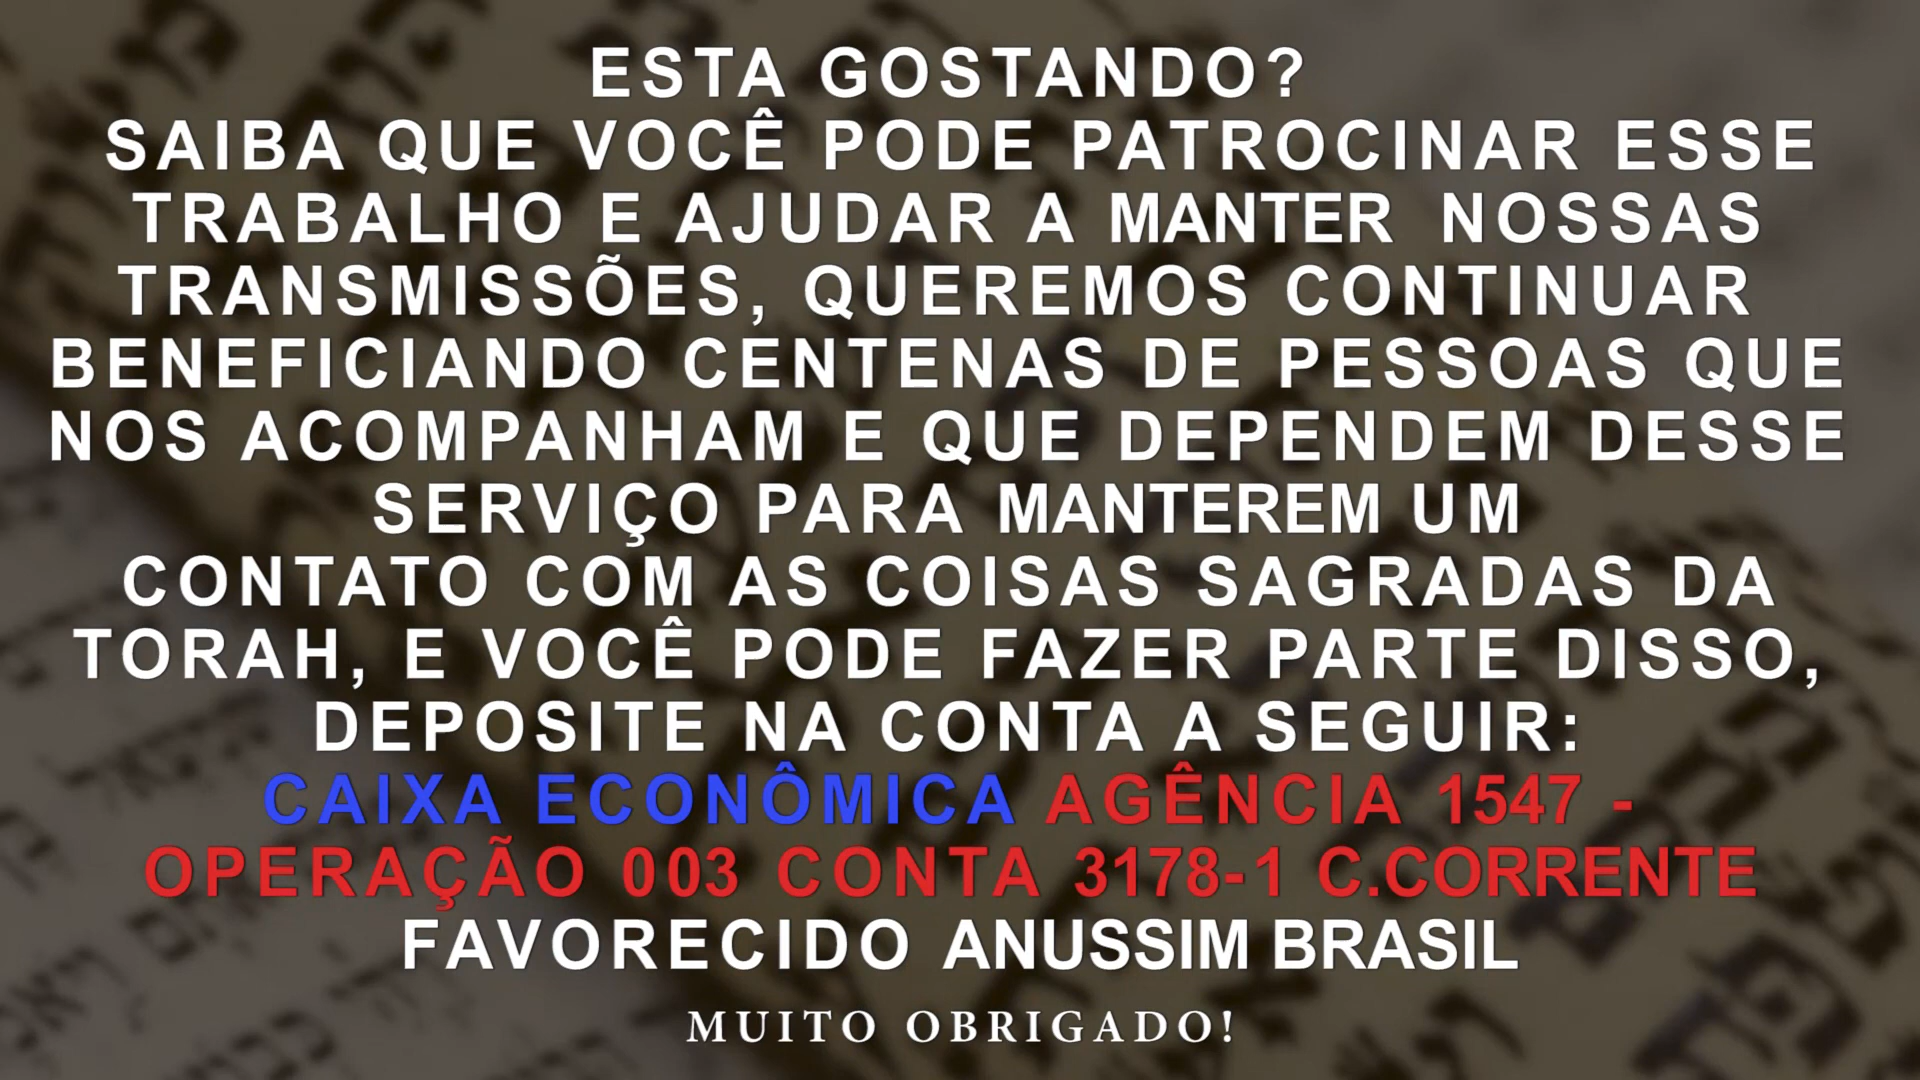 ESTA GOSTANDO?
SAIBA QUE VOCÊ PODE PATROCINAR ESSE
TRABALHO E AJUDAR A MANTER NOSSAS
TRANSMISSÕES, QUEREMOS CONTINUAR
BENEFICIANDO CENTENAS DE PESSOAS QUE
NOS ACOMPANHAM E QUE DEPENDEM DESSE
SERVIÇO PARA MANTEREM UM
CONTATO COM AS COISAS SAGRADAS DA
TORAH, E VOCÊ PODE FAZER PARTE DISSO,
DEPOSITE NA CONTA A SEGUIR:
CAIXA ECONÔMICA AGÊNCIA 1547 -
OPERAÇÃO 003 CONTA 3178-1 C.CORRENTE
FAVORECIDO ANUSSIM BRASIL
MUITO OBRIGADO!